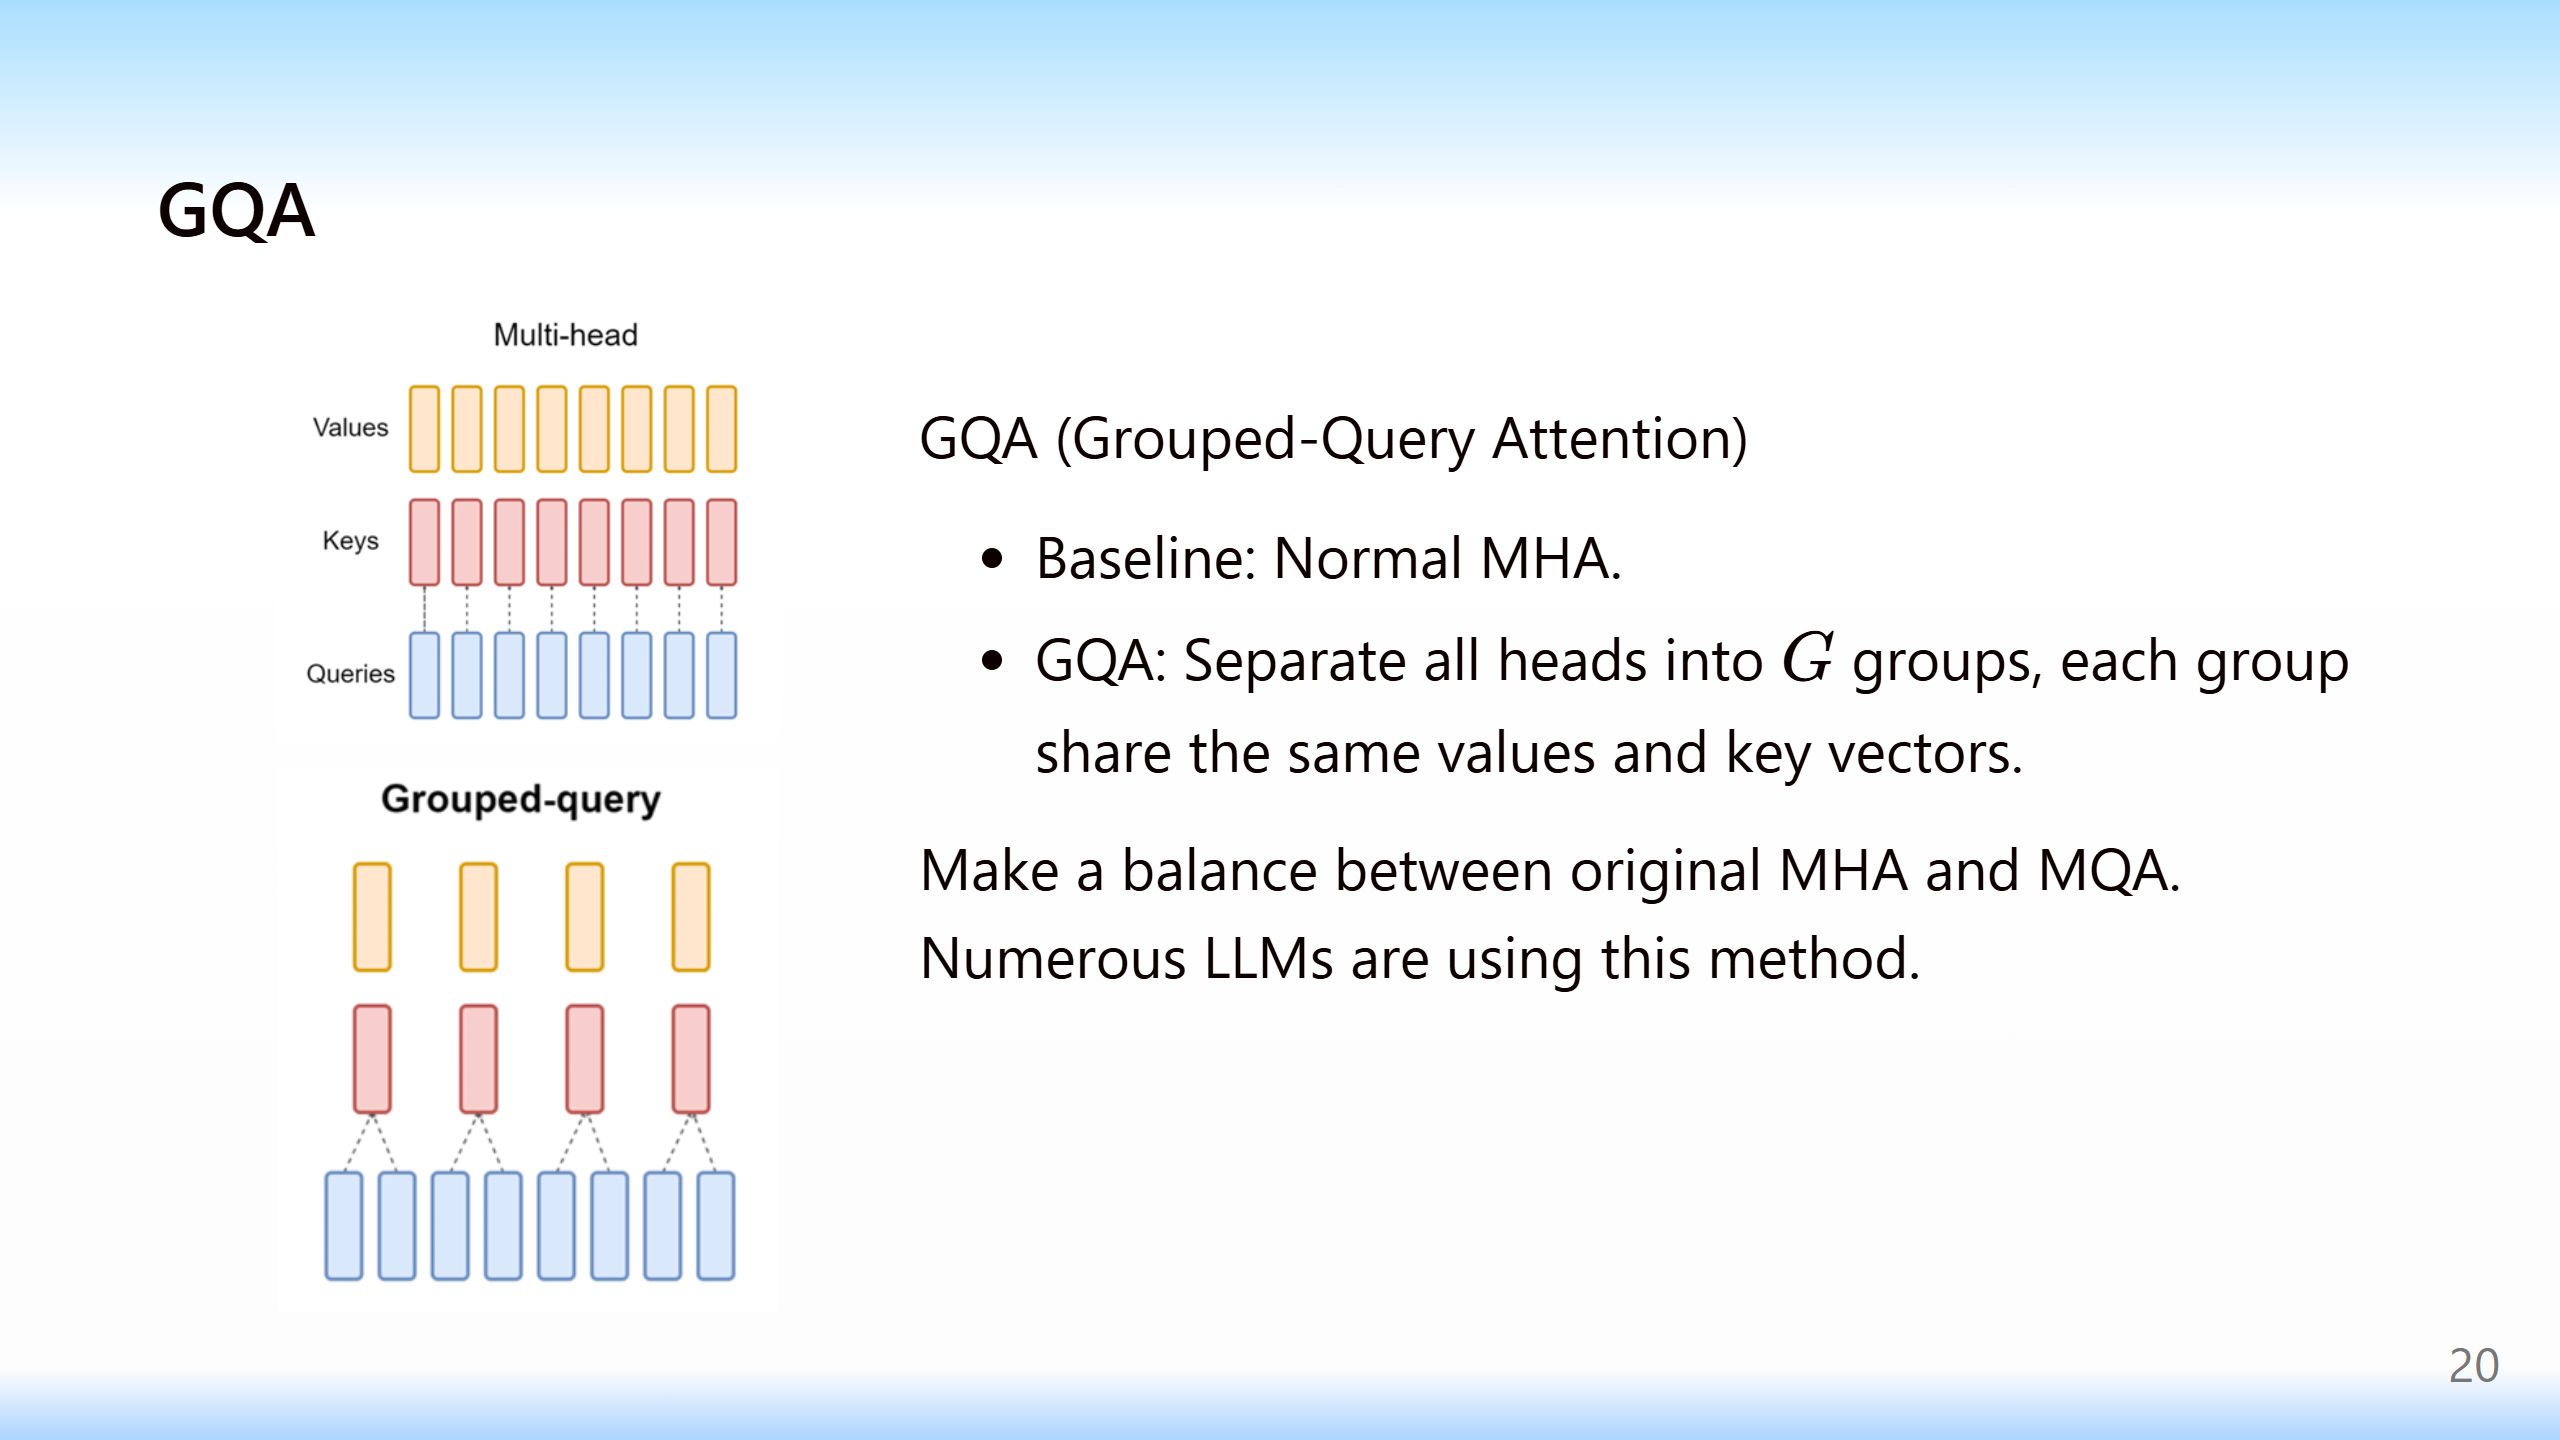 GQA
Multi-head
Values
Keys
Queries
Grouped-query
GQA (Grouped-Query Attention)
• Baseline: Normal MHA.
• GQA: Separate all heads into G groups, each group
share the same values and key vectors.
Make a balance between original MHA and MQA.
Numerous LLMs are using this method.
20